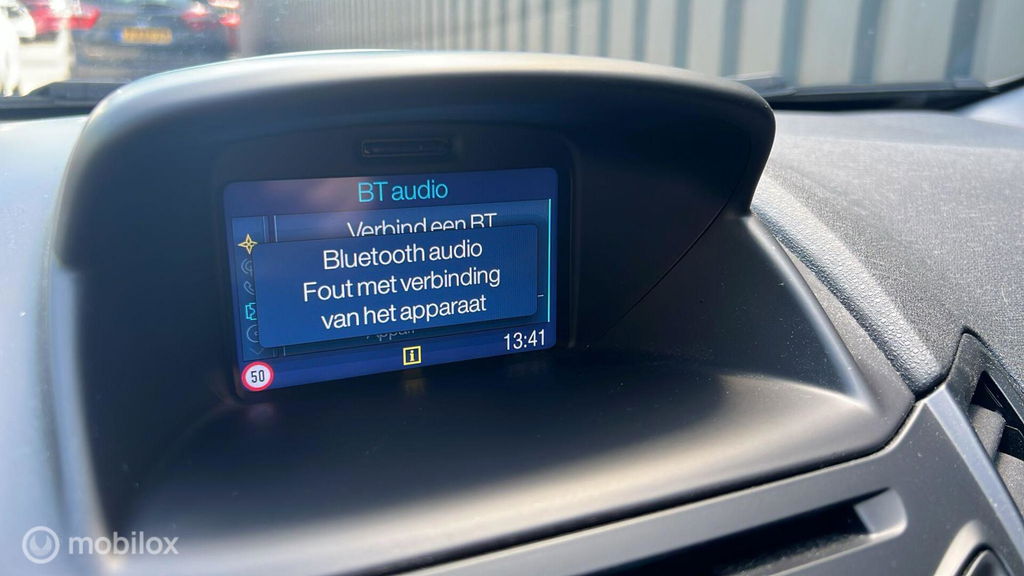 BT audio
Verbind een BT
Bluetooth audio
Fout met verbinding
van het apparaat
13:41
50
mobilox